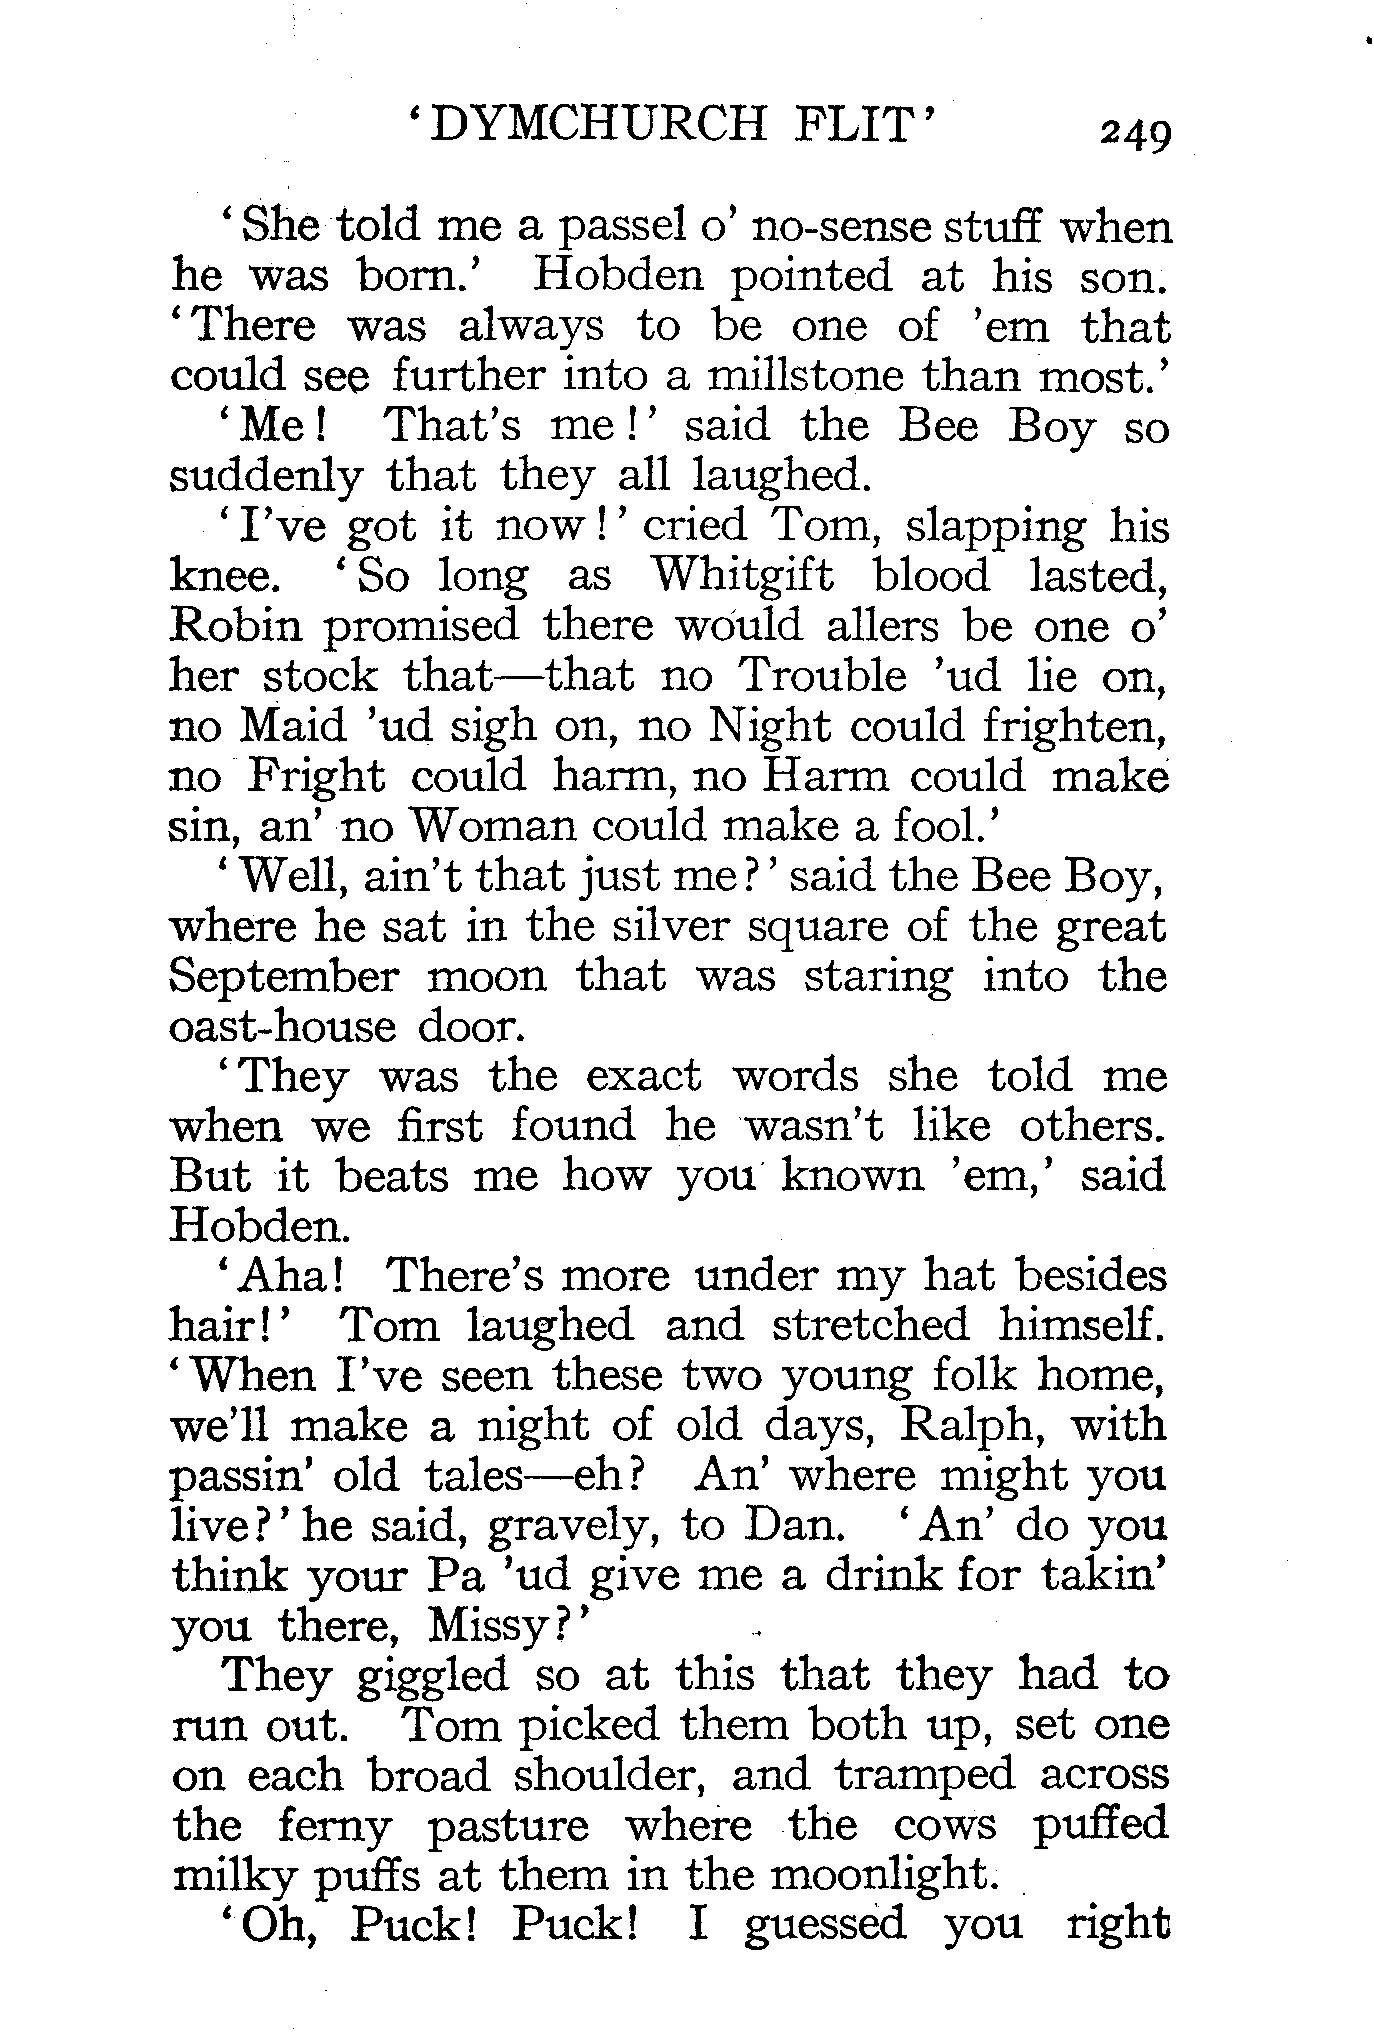 ‘DYMCHURCH FLIT’ 249
‘She told me a passel o’ no-sense stuff when
he was born.’ Hobden pointed at his son.
‘There was always to be one of ’em that
could see further into a millstone than most.’
‘Me! That’s me!’ said the Bee Boy so
suddenly that they all laughed.
‘I’ve got it now!’ cried Tom, slapping his
knee. ‘So long as Whitgift blood lasted,
Robin promised there would allers be one o’
her stock that—that no Trouble ’ud lie on,
no Maid ’ud sigh on, no Night could frighten,
no Fright could harm, no Harm could make
sin, an’ no Woman could make a fool.’
‘Well, ain’t that just me?’ said the Bee Boy,
where he sat in the silver square of the great
September moon that was staring into the
oast-house door.
‘They was the exact words she told me
when we first found he wasn’t like others.
But it beats me how you known ’em,’ said
Hobden.
‘Aha! There’s more under my hat besides
hair!’ Tom laughed and stretched himself.
‘When I’ve seen these two young folk home,
we’ll make a night of old days, Ralph, with
passin’ old tales—eh? An’ where might you
live?’ he said, gravely, to Dan. ‘An’ do you
think your Pa ’ud give me a drink for takin’
you there, Missy?’
They giggled so at this that they had to
run out. Tom picked them both up, set one
on each broad shoulder, and tramped across
the ferny pasture where the cows puffed
milky puffs at them in the moonlight.
‘Oh, Puck! Puck! I guessed you right